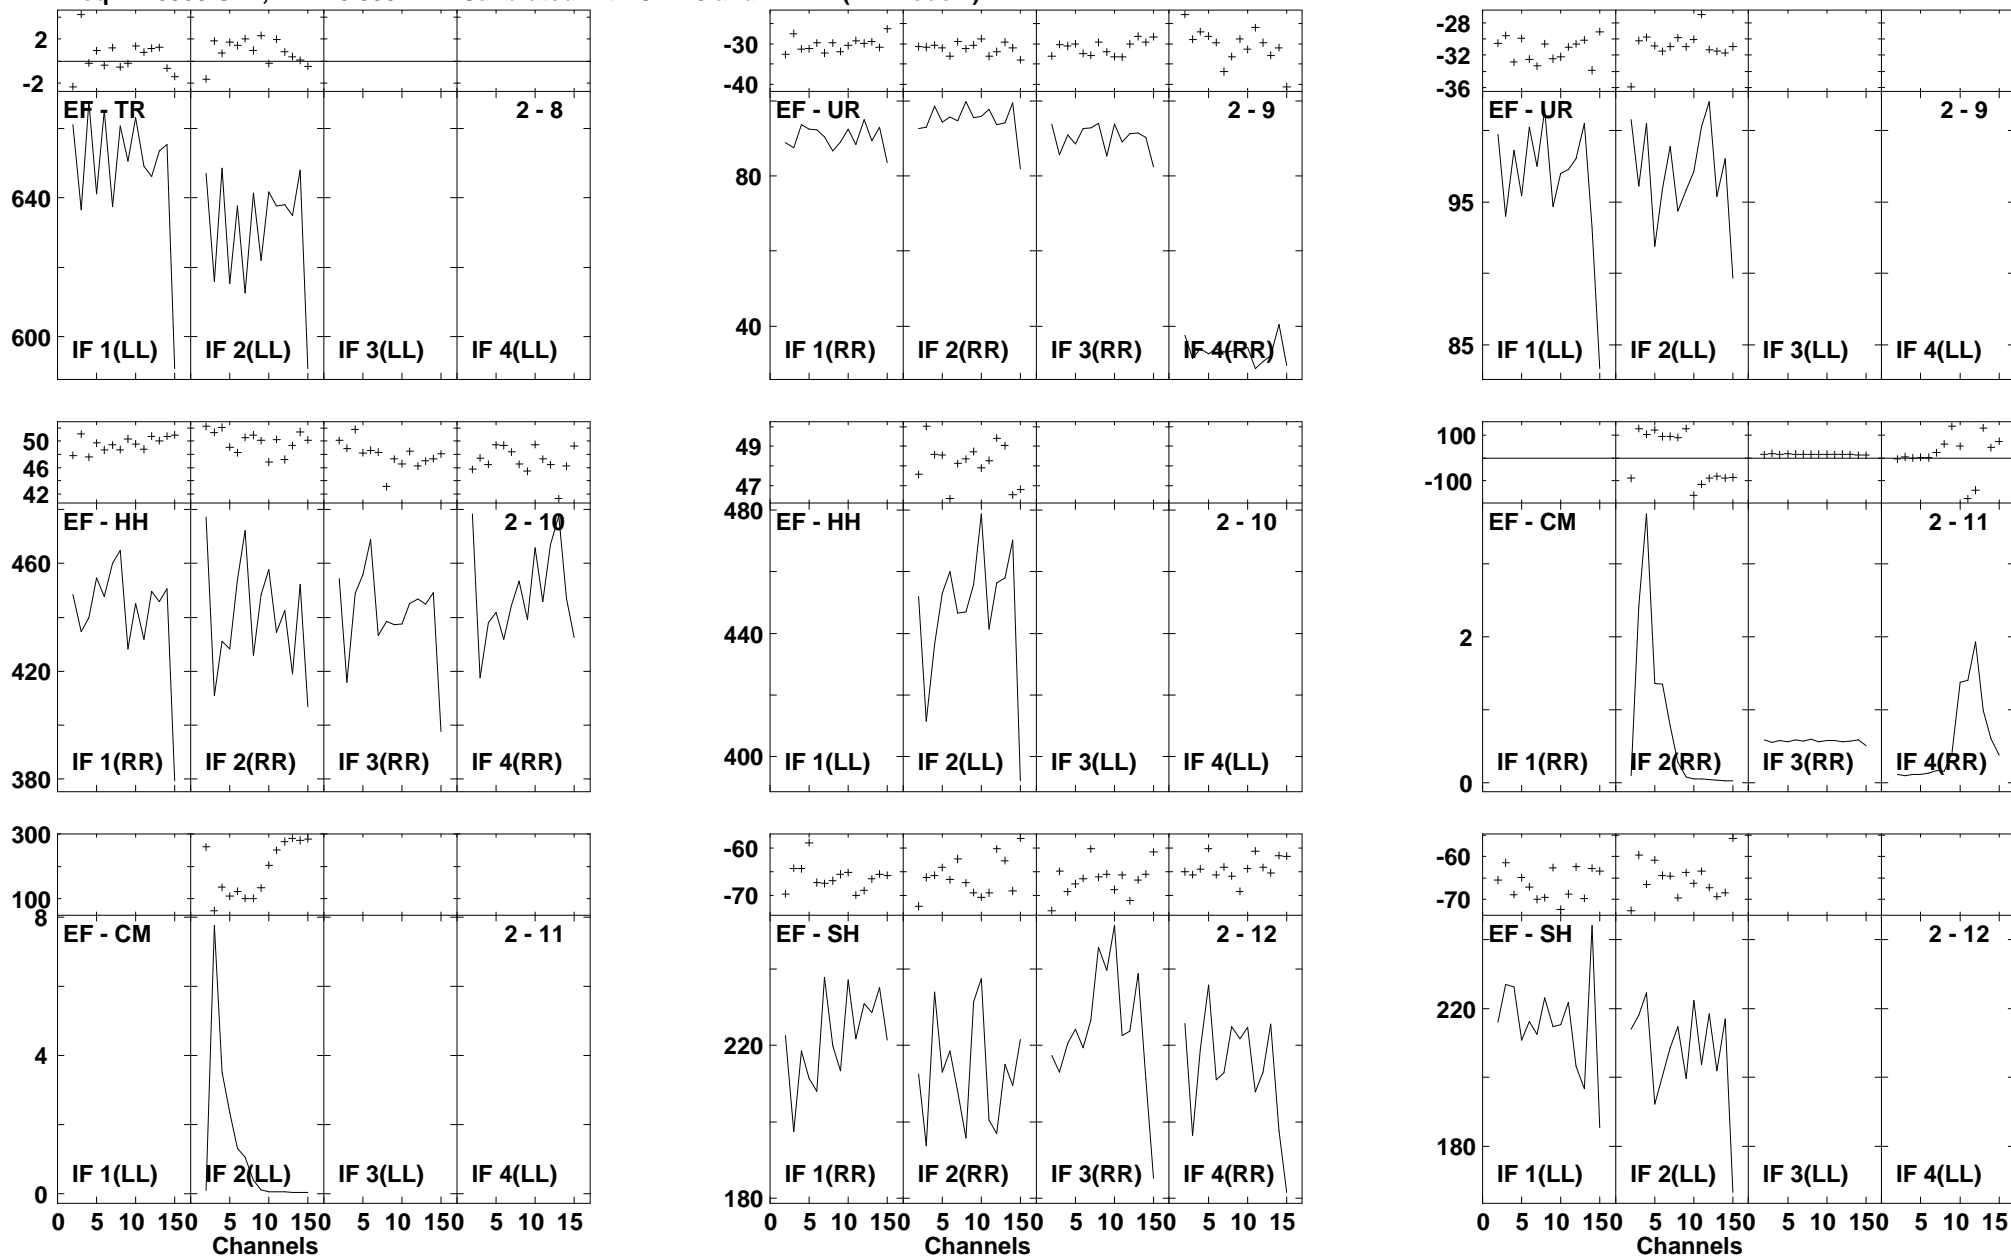 2
-2
EF - TR
2 - 8
640
600
IF 1(LL) IF 2(LL) IF 3(LL) IF 4(LL)
-30
-40
EF - UR
2 - 9
80
40
IF 1(RR) IF 2(RR) IF 3(RR) IF 4(RR)
-28
-32
-36
EF - UR
2 - 9
95
85
IF 1(LL) IF 2(LL) IF 3(LL) IF 4(LL)
50
46
42
EF - HH
2 - 10
460
420
380
IF 1(RR) IF 2(RR) IF 3(RR) IF 4(RR)
49
47
480
EF - HH
2 - 10
440
400
IF 1(LL) IF 2(LL) IF 3(LL) IF 4(LL)
100
-100
EF - CM
2 - 11
2
0
IF 1(RR) IF 2(RR) IF 3(RR) IF 4(RR)
300
100
8
EF - CM
2 - 11
4
0
IF 1(LL) IF 2(LL) IF 3(LL) IF 4(LL)
0 5 10 150 5 10 150 5 10 150 5 10 15
Channels
-60
-70
EF - SH
2 - 12
220
180
IF 1(RR) IF 2(RR) IF 3(RR) IF 4(RR)
0 5 10 150 5 10 150 5 10 150 5 10 15
Channels
-60
-70
EF - SH
2 - 12
220
180
IF 1(LL) IF 2(LL) IF 3(LL) IF 4(LL)
0 5 10 150 5 10 150 5 10 150 5 10 15
Channels